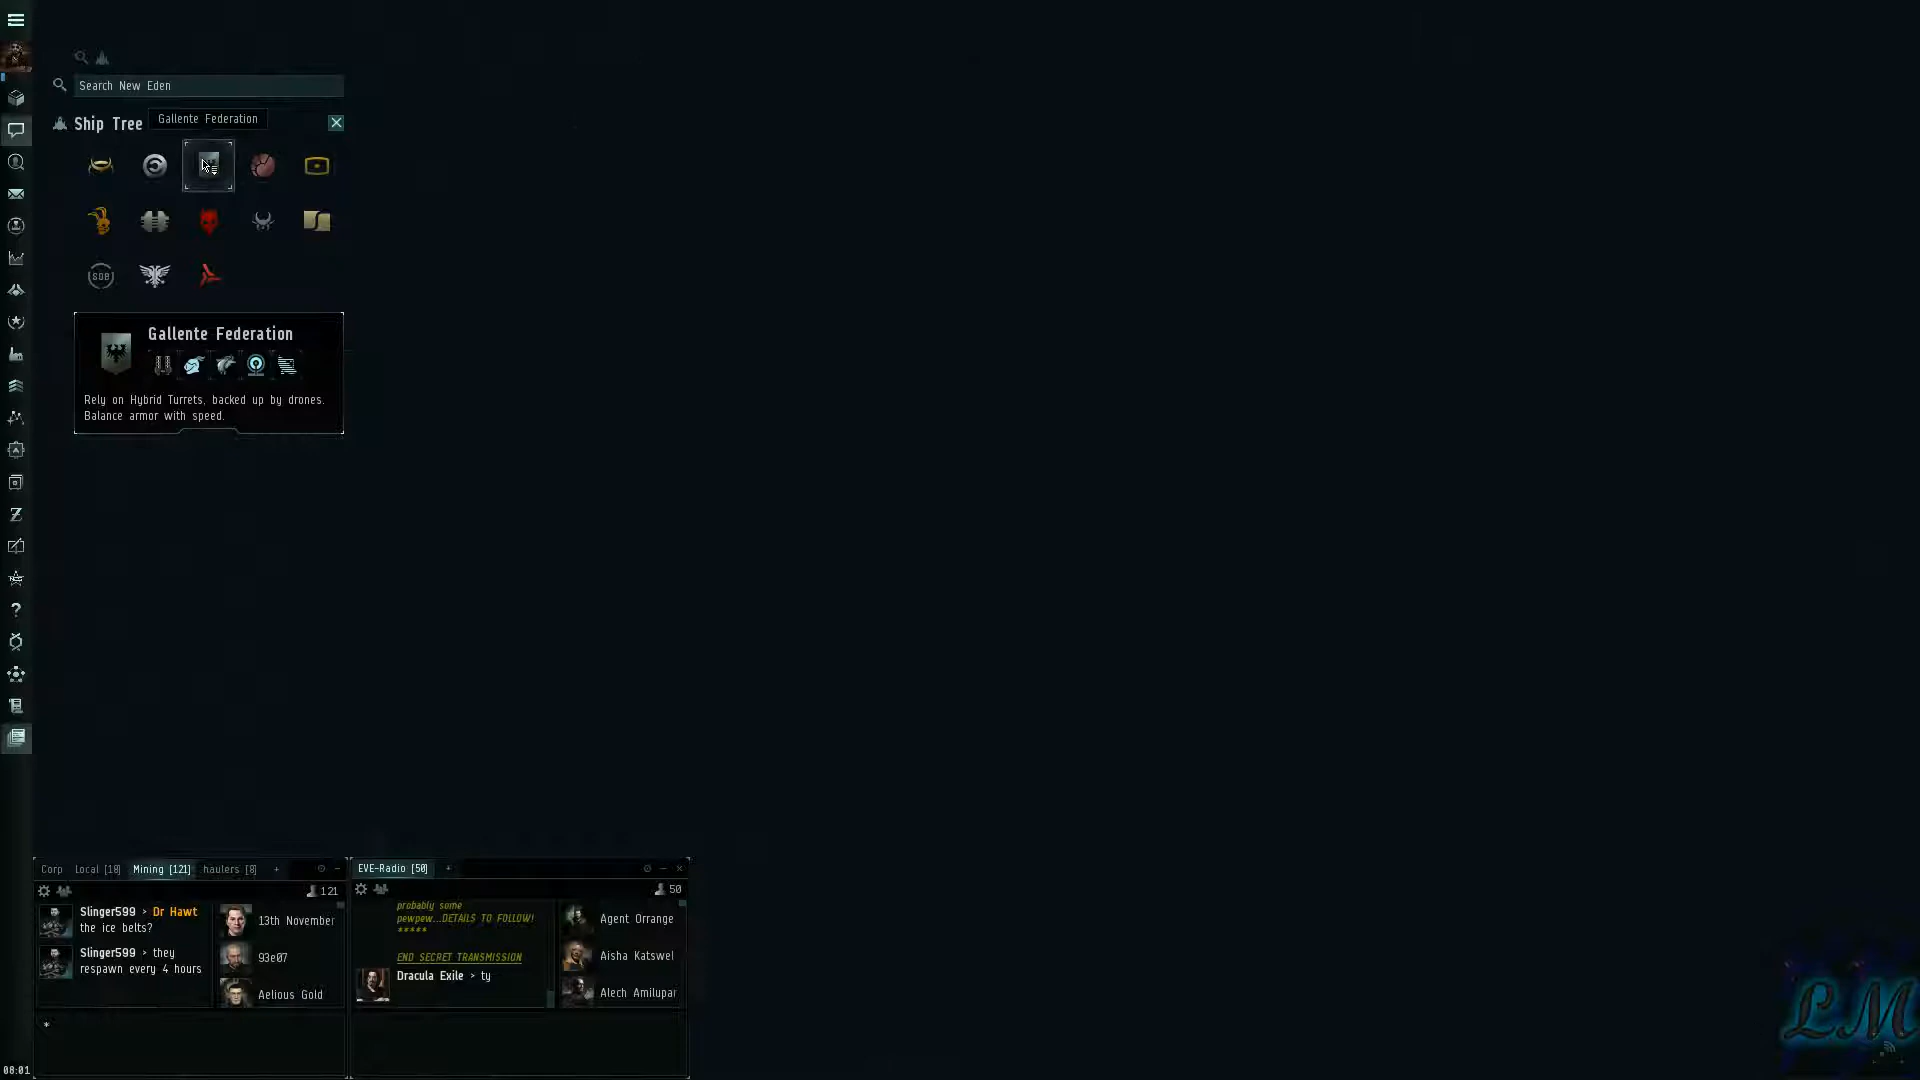 Search New Eden
Ship Tree
Gallente Federation
SOB
Gallente Federation
Rely on Hybrid Turrets, backed up by drones.
Balance armor with speed.
Corp Local [18] Mining [121] haulers [8] +
121
Slinger599 > Dr Hawt
the ice belts?
Slinger599 > they
respawn every 4 hours
13th November
93e07
Aelious Gold
*
EVE-Radio [50] +
50
probably some
pewpew...DETAILS TO FOLLOW!
*****
END SECRET TRANSMISSION
Dracula Exile > ty
Agent Orrange
Aisha Katswel
Alech Amilupar
08:01
LM